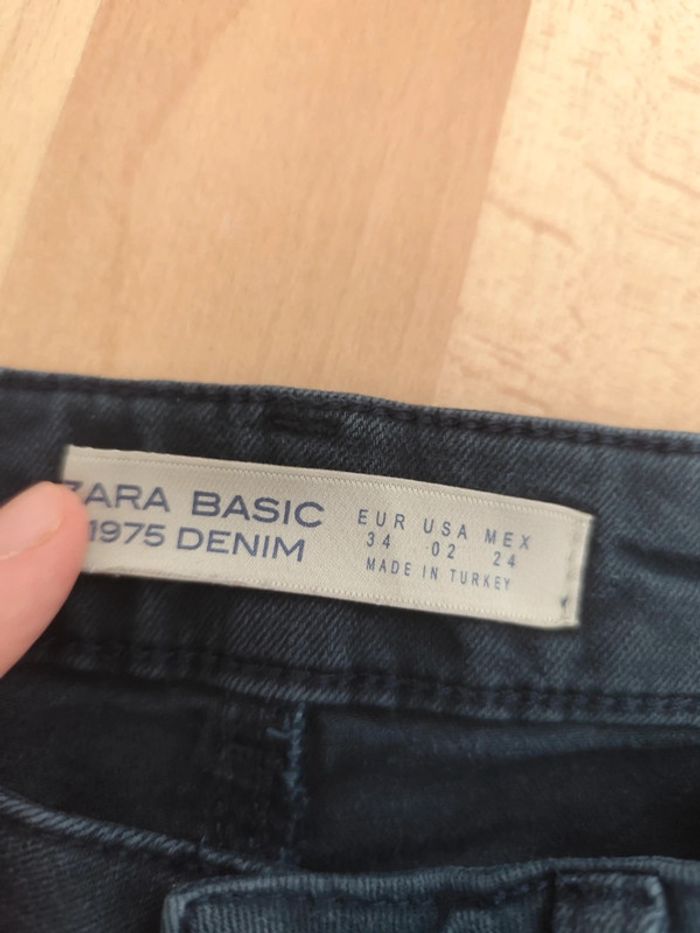 ZARA BASIC
1975 DENIM
EUR USA MEX
34 02 24
MADE IN TURKEY